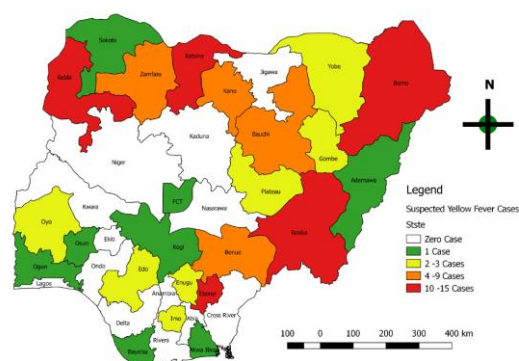 Sokoto
Kebbi
Zamfara
Katsina
Kano
Jigawa
Yobe
Borno
Bauchi
Gombe
Kaduna
Niger
Adamawa
Plateau
FCT
Nasarawa
Kwara
Oyo
Osun
Ekiti
Ogun
Lagos
Ondo
Kogi
Benue
Taraba
Edo
Enugu
Ebonyi
Anambra
Imo
Abia
Cross River
Delta
Rivers
Bayelsa
Akwa Ibom
N
Legend
Suspected Yellow Fever Cases
Stste
Zero Case
1 Case
2 -3 Cases
4 -9 Cases
10 -15 Cases
100 0 100 200 300 400 km